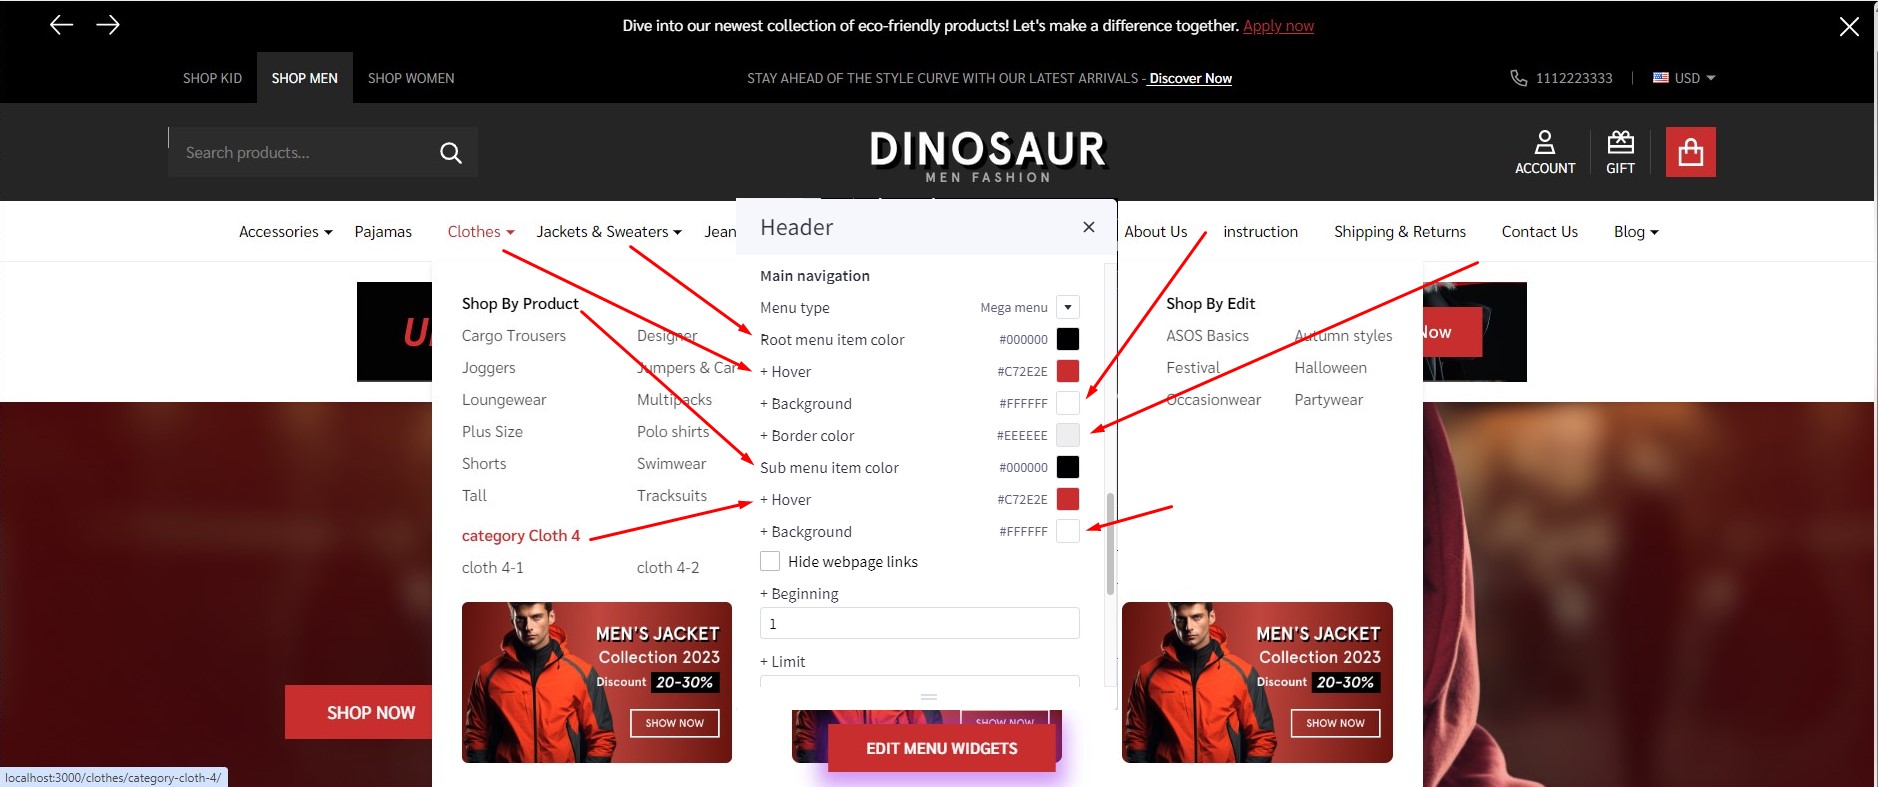 Dive into our newest collection of eco-friendly products! Let's make a difference together. Apply now
SHOP KID SHOP MEN SHOP WOMEN
STAY AHEAD OF THE STYLE CURVE WITH OUR LATEST ARRIVALS - Discover Now
1112223333
USD
Search products...
DINOSAUR
MEN FASHION
ACCOUNT
GIFT
Accessories Pajamas Clothes Jackets & Sweaters Jean
About Us instruction Shipping & Returns Contact Us Blog
Header
Main navigation
Menu type Mega menu
Root menu item color #000000
+ Hover #C72E2E
+ Background #FFFFFF
+ Border color #EEEEEE
Sub menu item color #000000
+ Hover #C72E2E
+ Background #FFFFFF
Hide webpage links
+ Beginning
1
+ Limit
Shop By Product
Cargo Trousers Designer
Joggers Jumpers & Car
Loungewear Multipacks
Plus Size Polo shirts
Shorts Swimwear
Tall Tracksuits
category Cloth 4
cloth 4-1 cloth 4-2
Shop By Edit
ASOS Basics Autumn styles
Festival Halloween
Occasionwear Partywear
Now
MEN'S JACKET
Collection 2023
Discount 20-30%
SHOW NOW
SHOW NOW
MEN'S JACKET
Collection 2023
Discount 20-30%
SHOW NOW
SHOP NOW
EDIT MENU WIDGETS
localhost:3000/clothes/category-cloth-4/